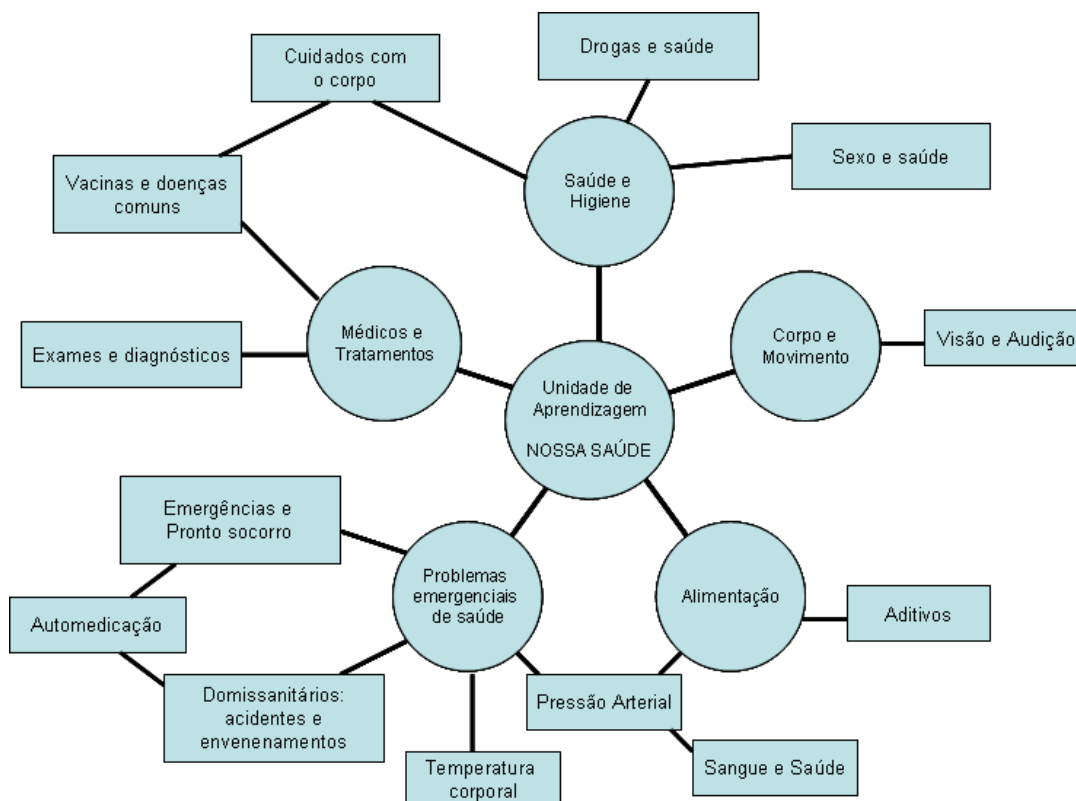 Drogas e saúde
Cuidados com
o corpo
Sexo e saúde
Saúde e
Higiene
Vacinas e doenças
comuns
Médicos e
Tratamentos
Exames e diagnósticos
Corpo e
Movimento
Visão e Audição
Unidade de
Aprendizagem
NOSSA SAÚDE
Emergências e
Pronto socorro
Problemas
emergenciais
de saúde
Alimentação
Automedicação
Aditivos
Domissanitários:
acidentes e
envenenamentos
Pressão Arterial
Temperatura
corporal
Sangue e Saúde